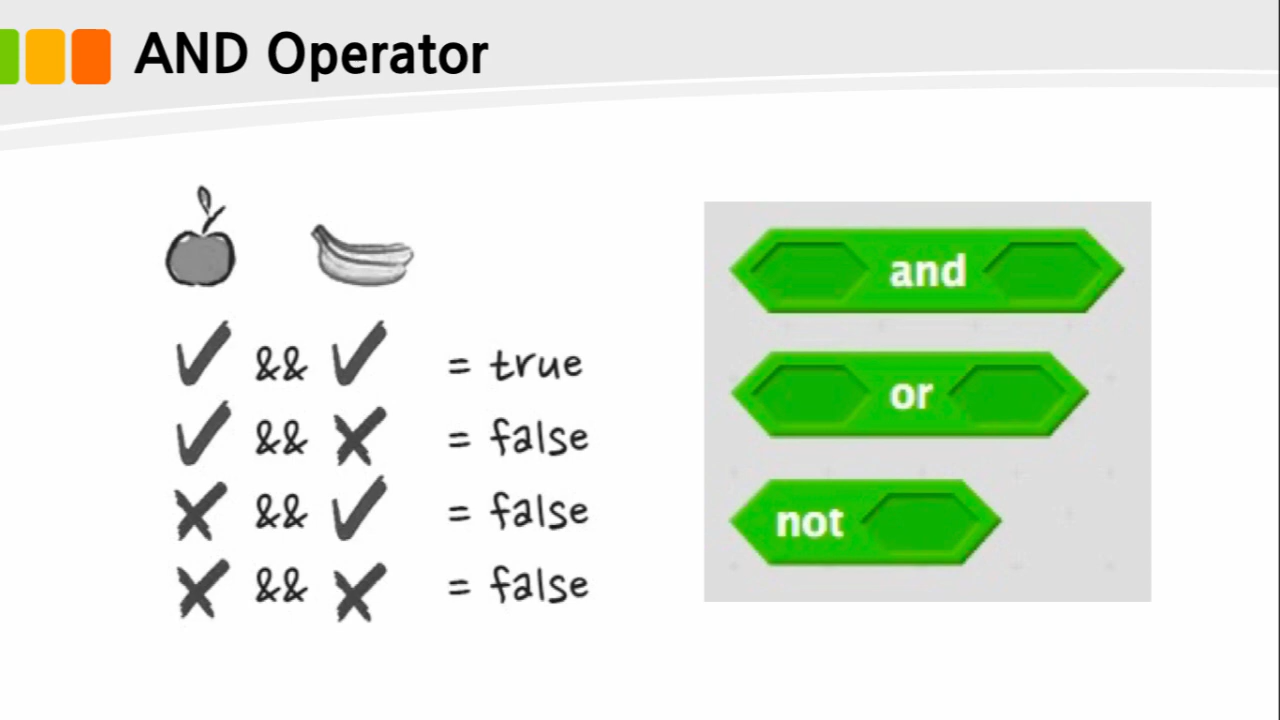 AND Operator
&& = true
&& = false
&& = false
&& = false
and
or
not